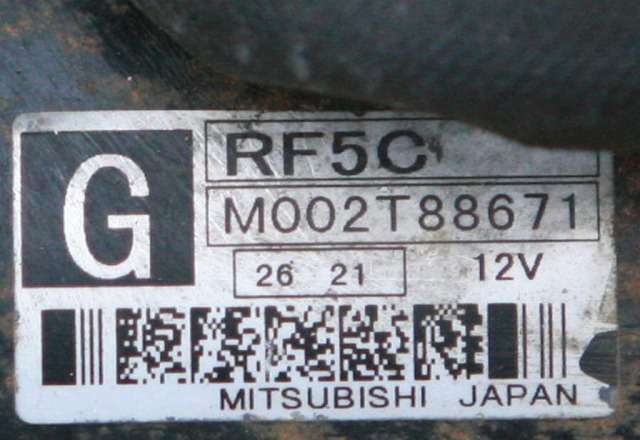 G
RF5C
M002T88671
26 21 12V
MITSUBISHI JAPAN